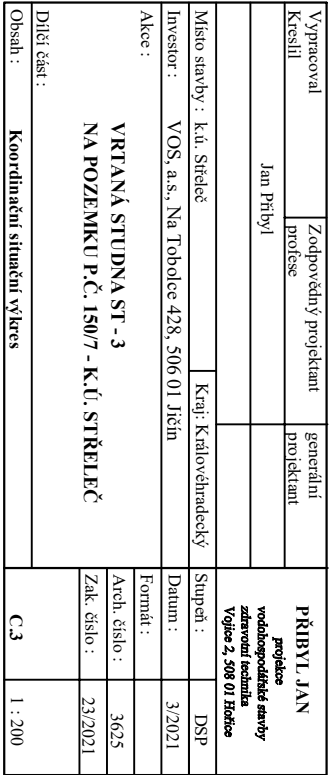 Vypracoval
Kreslil
Zodpovědný projektant
profese
generální
projektant
Jan Přibyl
PŘIBYL JAN
projekce
vodohospodářské stavby
zdravotní technika
Vojice 2, 508 01 Hořice
Místo stavby : k.ú. Střeleč
Kraj: Královéhradecký
Stupeň : DSP
Investor : VOS, a.s., Na Tobolce 428, 506 01 Jičín
Datum : 3/2021
Akce :
VRTANÁ STUDNA ST - 3
NA POZEMKU P.Č. 150/7 - K.Ú. STŘELEČ
Formát :
Arch. číslo : 3625
Zak. číslo : 23/2021
Dílčí část :
Obsah : Koordinační situační výkres
C.3
1 : 200